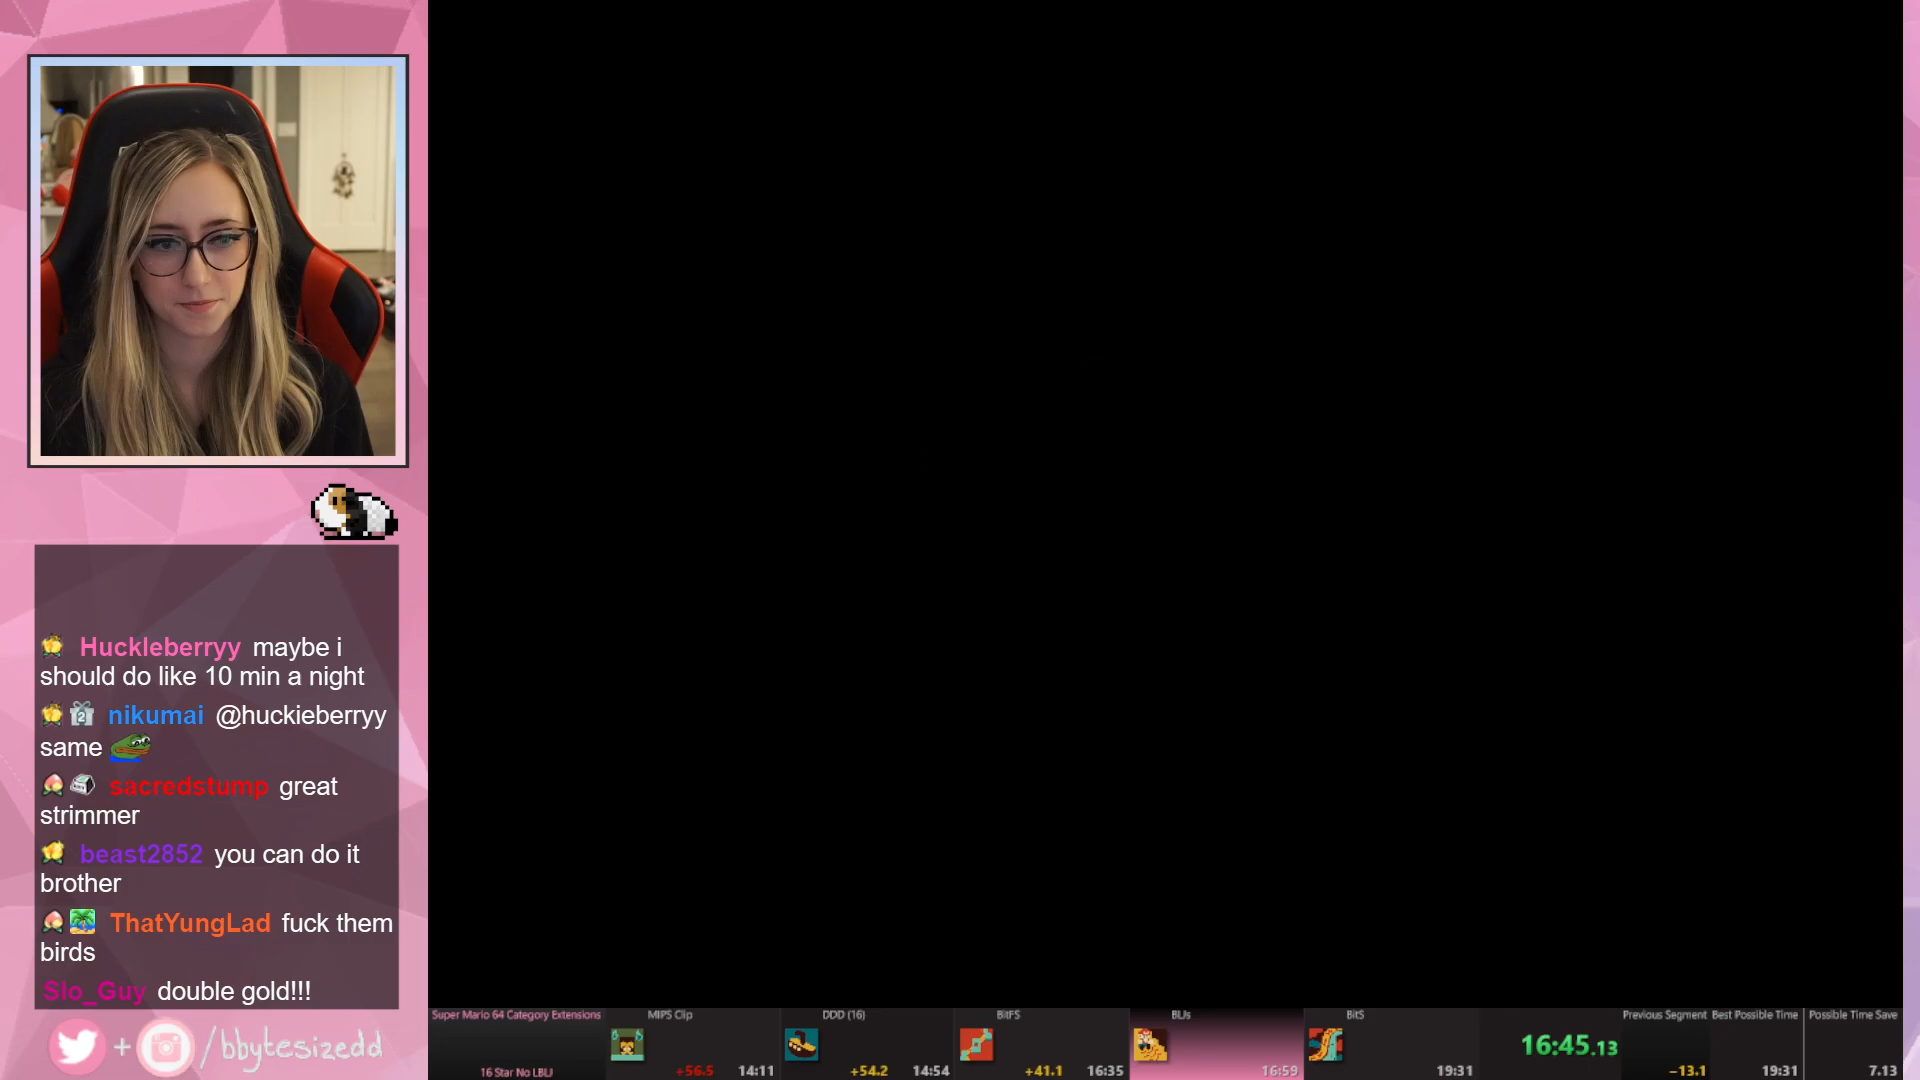 Huckleberryy maybe i
should do like 10 min a night
nikumai @huckieberryy
same
sacredstump great
strimmer
beast2852 you can do it
brother
ThatYungLad fuck them
birds
Slo_Guy double gold!!!
+ /bbytesizedd
Super Mario 64 Category Extensions
16 Star No LBLJ
MIPS Clip
+56.5 14:11
DDD (16)
+54.2 14:54
BitFS
+41.1 16:35
BLJs
16:59
BitS
19:31
16:45.13
Previous Segment
-13.1
Best Possible Time
19:31
Possible Time Save
7.13